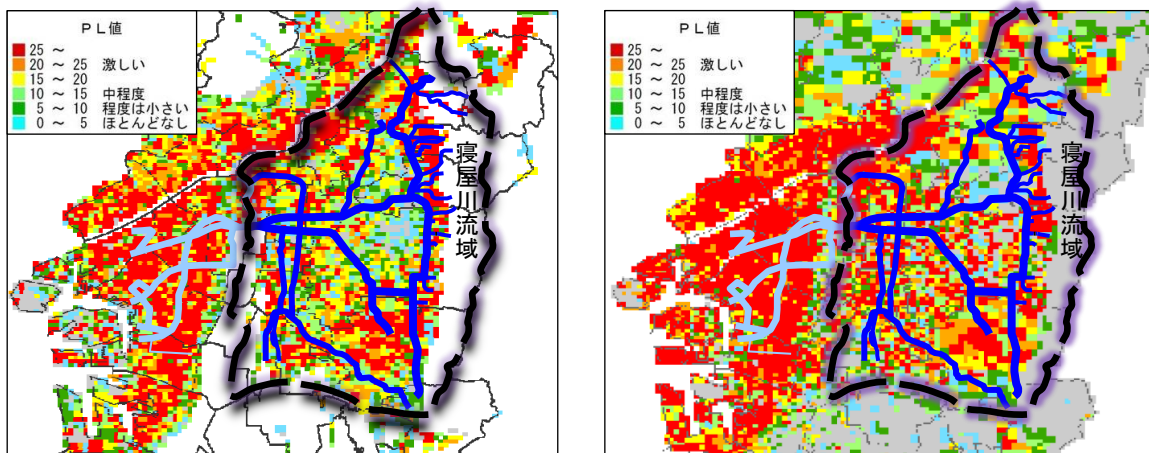 PL値
25 ～
20 ～ 25 激しい
15 ～ 20
10 ～ 15 中程度
5 ～ 10 程度は小さい
0 ～ 5 ほとんどなし
寝屋川流域
PL値
25 ～
20 ～ 25 激しい
15 ～ 20
10 ～ 15 中程度
5 ～ 10 程度は小さい
0 ～ 5 ほとんどなし
寝屋川流域